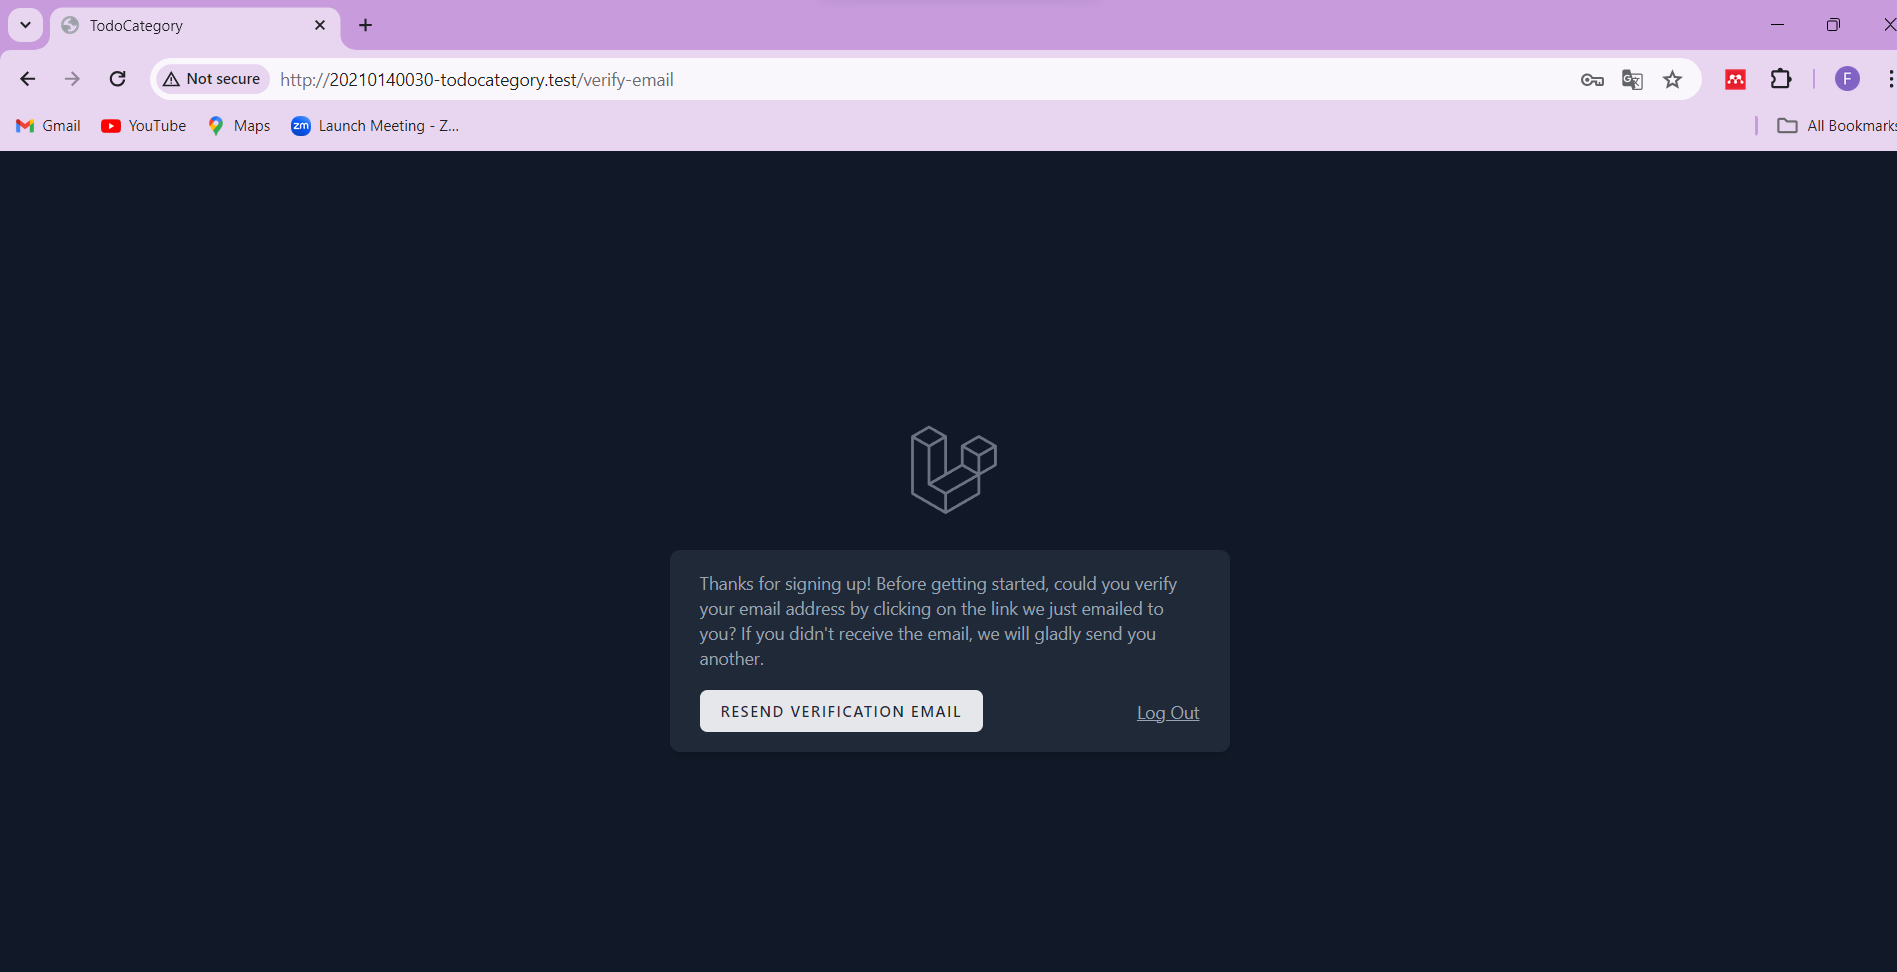 TodoCategory
Not secure
http://20210140030-todocategory.test/verify-email
F
Gmail
YouTube
Maps
zm
Launch Meeting - Z...
All Bookmarks
Thanks for signing up! Before getting started, could you verify
your email address by clicking on the link we just emailed to
you? If you didn't receive the email, we will gladly send you
another.
RESEND VERIFICATION EMAIL
Log Out